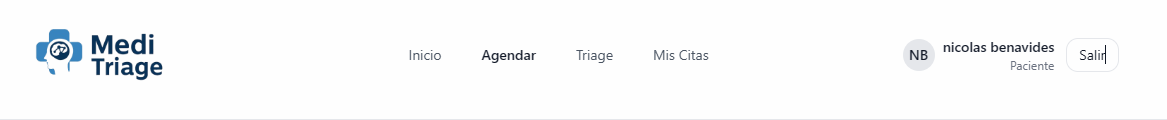 Medi
Triage
Inicio
Agendar
Triage
Mis Citas
NB
nicolas benavides
Paciente
Salir